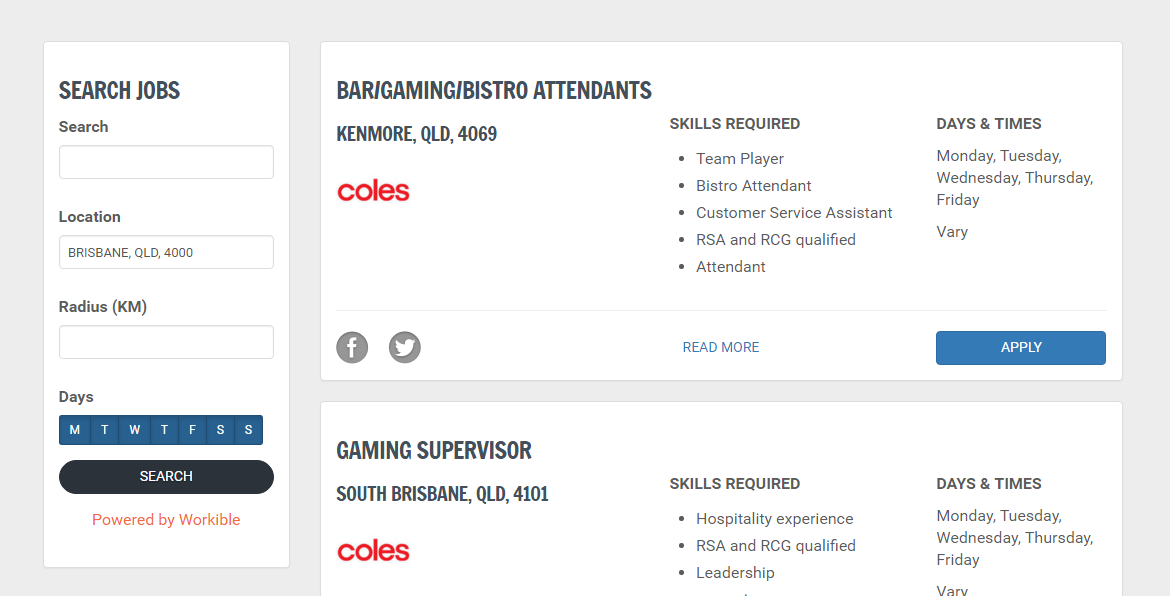 SEARCH JOBS
Search
Location
BRISBANE, QLD, 4000
Radius (KM)
Days
M T W T F S S
SEARCH
Powered by Workible
BAR/GAMING/BISTRO ATTENDANTS
KENMORE, QLD, 4069
coles
SKILLS REQUIRED
Team Player
Bistro Attendant
Customer Service Assistant
RSA and RCG qualified
Attendant
DAYS & TIMES
Monday, Tuesday,
Wednesday, Thursday,
Friday
Vary
READ MORE
APPLY
GAMING SUPERVISOR
SOUTH BRISBANE, QLD, 4101
coles
SKILLS REQUIRED
Hospitality experience
RSA and RCG qualified
Leadership
DAYS & TIMES
Monday, Tuesday,
Wednesday, Thursday,
Friday
Vary